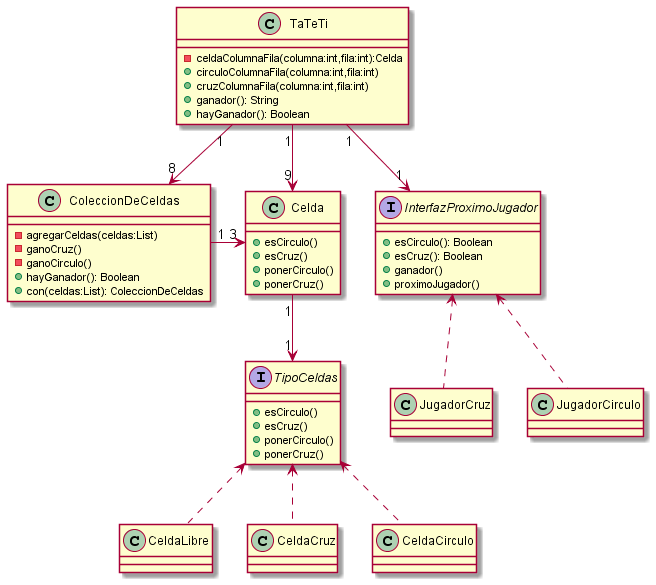 C TaTeTi
celdaColumnaFila(columna:int,fila:int):Celda
circuloColumnaFila(columna:int,fila:int)
cruzColumnaFila(columna:int,fila:int)
ganador(): String
hayGanador(): Boolean
1 1 1
8 9 1
C ColeccionDeCeldas
agregarCeldas(celdas:List)
ganoCruz()
ganoCirculo()
hayGanador(): Boolean
con(celdas:List): ColeccionDeCeldas
1 3
C Celda
esCirculo()
esCruz()
ponerCirculo()
ponerCruz()
I InterfazProximoJugador
esCirculo(): Boolean
esCruz(): Boolean
ganador()
proximoJugador()
1
1
I TipoCeldas
esCirculo()
esCruz()
ponerCirculo()
ponerCruz()
C JugadorCruz
C JugadorCirculo
C CeldaLibre
C CeldaCruz
C CeldaCirculo